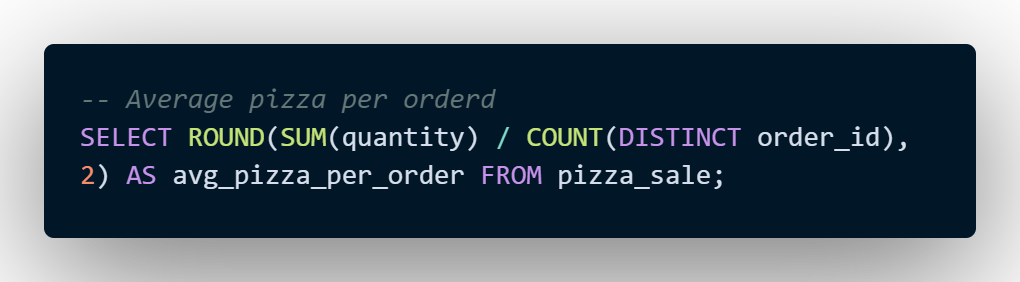 -- Average pizza per orderd
SELECT ROUND(SUM(quantity) / COUNT(DISTINCT order_id),
2) AS avg_pizza_per_order FROM pizza_sale;